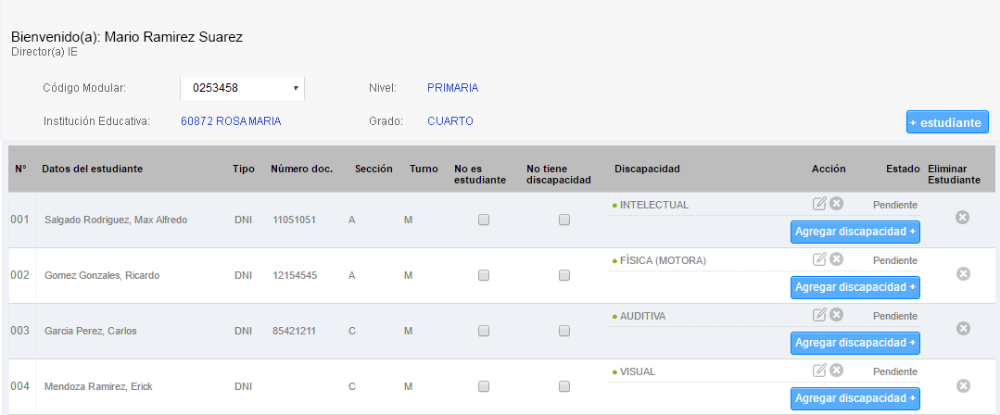 Bienvenido(a): Mario Ramirez Suarez
Director(a) IE
Código Modular: 0253458 Nivel: PRIMARIA
Institución Educativa: 60872 ROSA MARIA Grado: CUARTO
+ estudiante
N° Datos del estudiante Tipo Número doc. Sección Turno No es estudiante No tiene discapacidad Discapacidad Acción Estado Eliminar Estudiante
001 Salgado Rodriguez, Max Alfredo DNI 11051051 A M INTELECTUAL Pendiente
Agregar discapacidad +
002 Gomez Gonzales, Ricardo DNI 12154545 A M FÍSICA (MOTORA) Pendiente
Agregar discapacidad +
003 Garcia Perez, Carlos DNI 85421211 C M AUDITIVA Pendiente
Agregar discapacidad +
004 Mendoza Ramirez, Erick DNI C M VISUAL Pendiente
Agregar discapacidad +